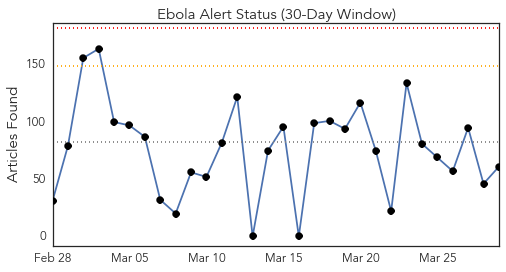 Ebola Alert Status (30-Day Window)
Articles Found
150
100
50
0
Feb 28 Mar 05 Mar 10 Mar 15 Mar 20 Mar 25